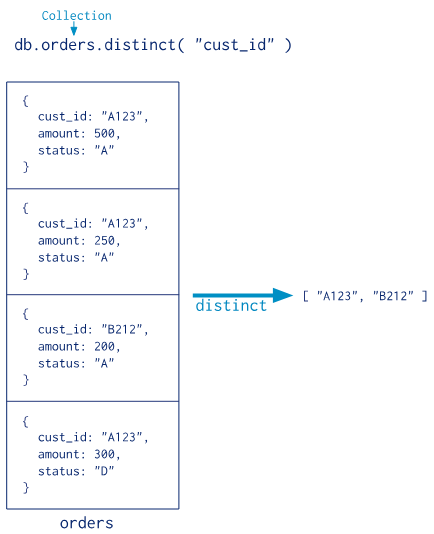 Collection
db.orders.distinct( "cust_id" )
{
cust_id: "A123",
amount: 500,
status: "A"
}
{
cust_id: "A123",
amount: 250,
status: "A"
}
{
cust_id: "B212",
amount: 200,
status: "A"
}
{
cust_id: "A123",
amount: 300,
status: "D"
}
orders
distinct
[ "A123", "B212" ]